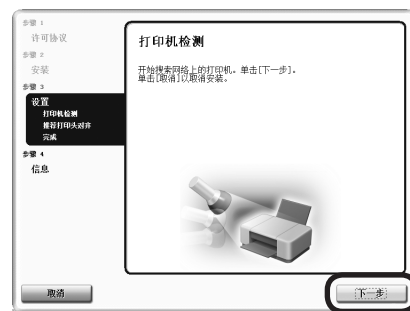 步骤 1
许可协议
步骤 2
安装
步骤 3
设置
打印机检测
推荐打印头对齐
完成
步骤 4
信息
打印机检测
开始搜索网络上的打印机。单击[下一步]。
单击[取消]以取消安装。
取消
下一步